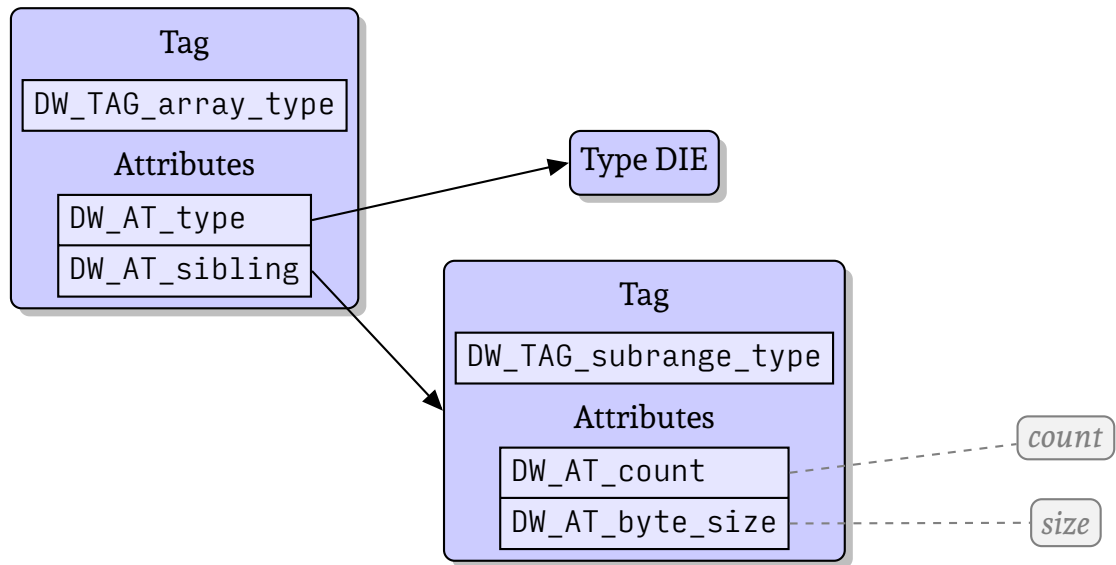 Tag
DW_TAG_array_type
Attributes
DW_AT_type
DW_AT_sibling
Type DIE
Tag
DW_TAG_subrange_type
Attributes
DW_AT_count
DW_AT_byte_size
count
size